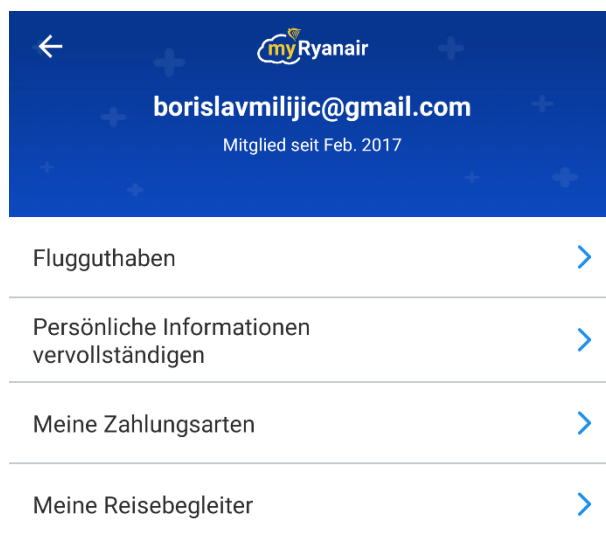 myRyanair
borislavmilijic@gmail.com
Mitglied seit Feb. 2017
Flugguthaben
Persönliche Informationen
vervollständigen
Meine Zahlungsarten
Meine Reisebegleiter